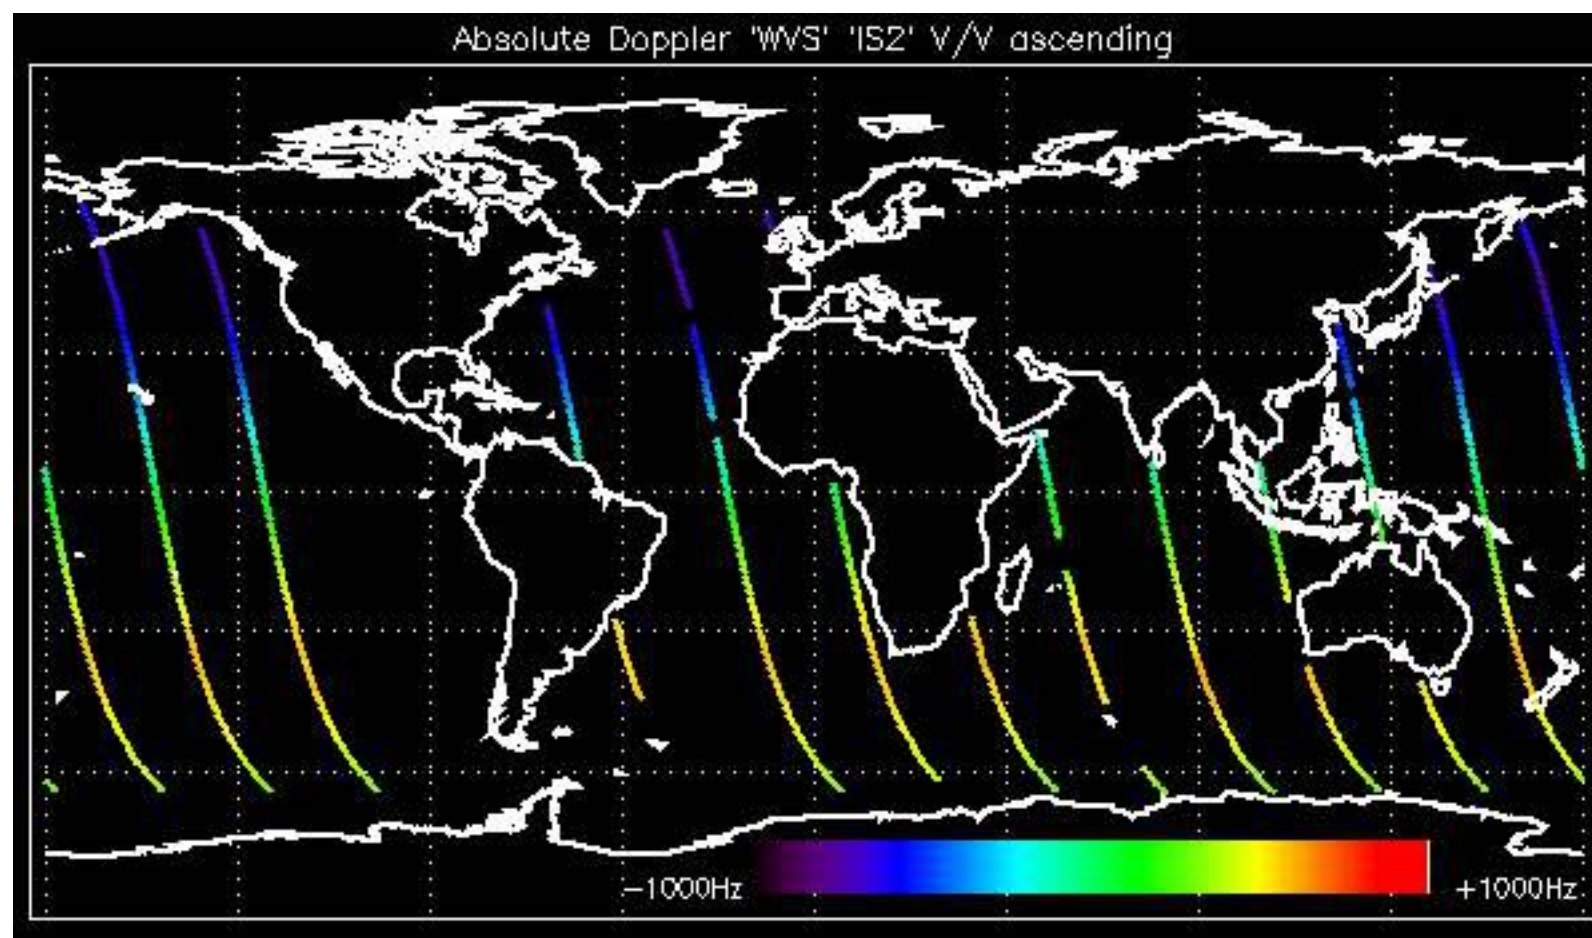 Absolute Doppler 'WVS' 'IS2' V/V ascending
−1000Hz
+1000Hz